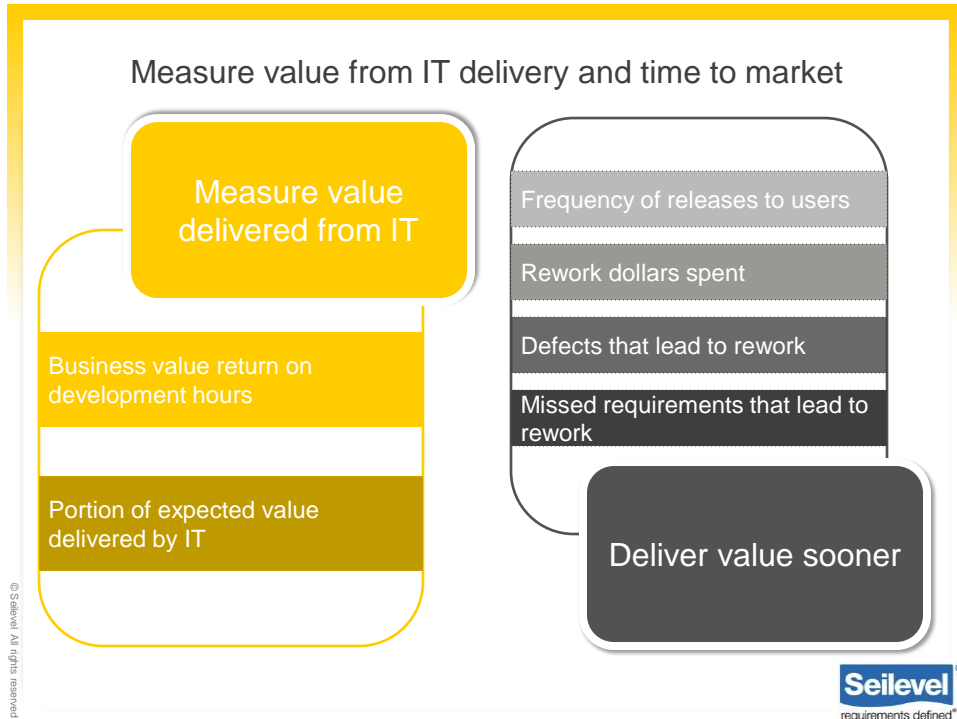 Measure value from IT delivery and time to market
Measure value
delivered from IT
Business value return on
development hours
Portion of expected value
delivered by IT
Frequency of releases to users
Rework dollars spent
Defects that lead to rework
Missed requirements that lead to
rework
Deliver value sooner
© Seilevel All rights reserved
Seilevel
requirements defined®